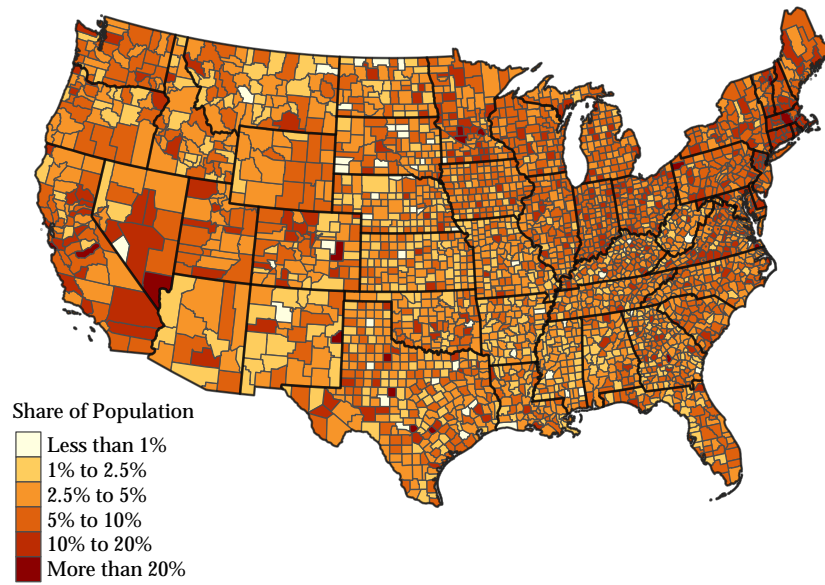 Share of Population
Less than 1%
1% to 2.5%
2.5% to 5%
5% to 10%
10% to 20%
More than 20%